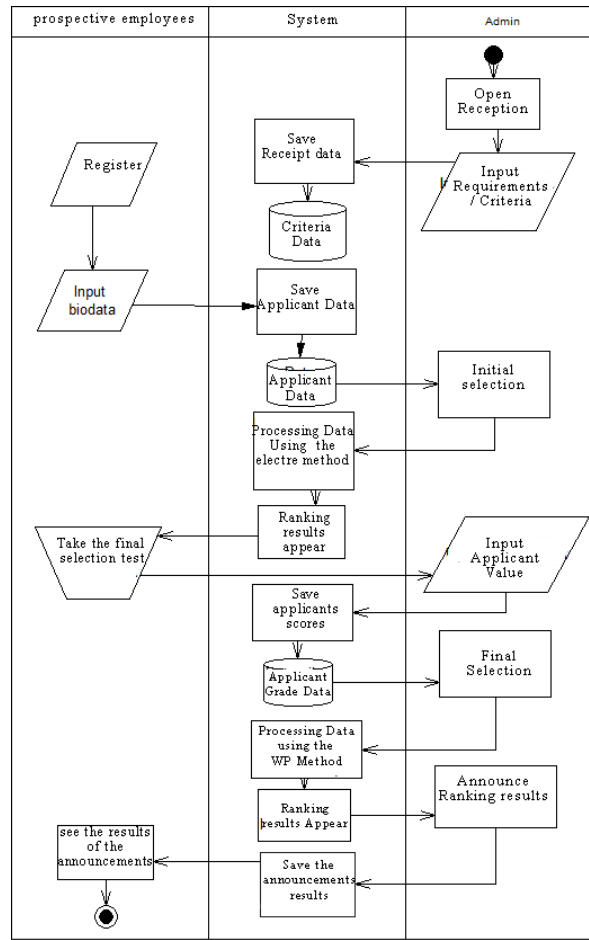 prospective employees
System
Admin
Open
Reception
Save
Receipt data
Input
Requirements
/ Criteria
Register
Criteria
Data
Input
biodata
Save
Applicant Data
Applicant
Data
Initial
selection
Processing Data
Using the
electre method
Ranking
results
appear
Take the final
selection test
Input
Applicant
Value
Save
applicants
scores
Applicant
Grade Data
Final
Selection
Processing Data
using the
WP Method
Ranking
results Appear
Announce
Ranking results
see the results
of the
announcements
Save the
announcements
results